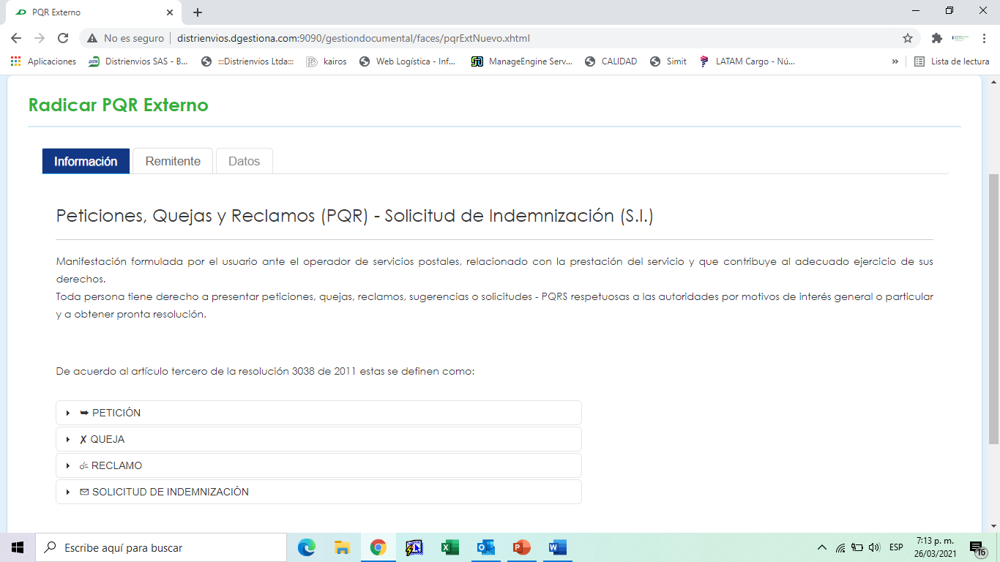 PQR Externo
No es seguro
distrienvios.dgestiona.com:9090/gestiondocumental/faces/pqrExtNuevo.xhtml
Aplicaciones
Distrienvios SAS - B...
:::Distrienvios Ltda:::
kairos
Web Logística - Inf...
ManageEngine Serv...
CALIDAD
Simit
LATAM Cargo - Nú...
»
Lista de lectura
Radicar PQR Externo
Información
Remitente
Datos
Peticiones, Quejas y Reclamos (PQR) - Solicitud de Indemnización (S.I.)
Manifestación formulada por el usuario ante el operador de servicios postales, relacionado con la prestación del servicio y que contribuye al adecuado ejercicio de sus
derechos.
Toda persona tiene derecho a presentar peticiones, quejas, reclamos, sugerencias o solicitudes - PQRS respetuosas a las autoridades por motivos de interés general o particular
y a obtener pronta resolución.
De acuerdo al artículo tercero de la resolución 3038 de 2011 estas se definen como:
PETICIÓN
QUEJA
RECLAMO
SOLICITUD DE INDEMNIZACIÓN
Escribe aquí para buscar
ESP
7:13 p. m.
26/03/2021
16